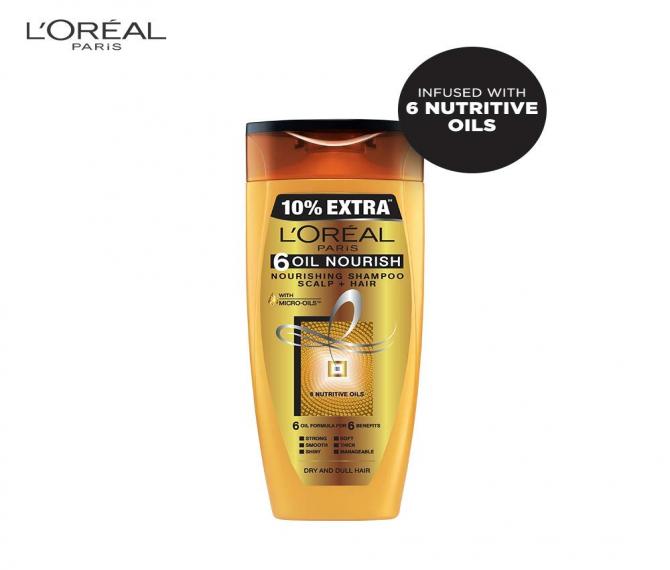 L'ORÉAL
PARIS
INFUSED WITH
6 NUTRITIVE
OILS
10% EXTRA**
L'ORÉAL
PARIS
6 OIL NOURISH
NOURISHING SHAMPOO
SCALP + HAIR
WITH
MICRO-OILS™
6 NUTRITIVE OILS
6 OIL FORMULA FOR 6 BENEFITS
STRONG SOFT
SMOOTH THICK
SHINY MANAGEABLE
DRY AND DULL HAIR